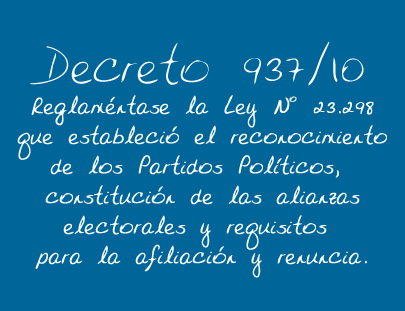 Decreto 937/10
Reglaméntase la Ley Nº 23.298
que estableció el reconocimiento
de los Partidos Políticos,
constitución de las alianzas
electorales y requisitos
para la afiliación y renuncia.